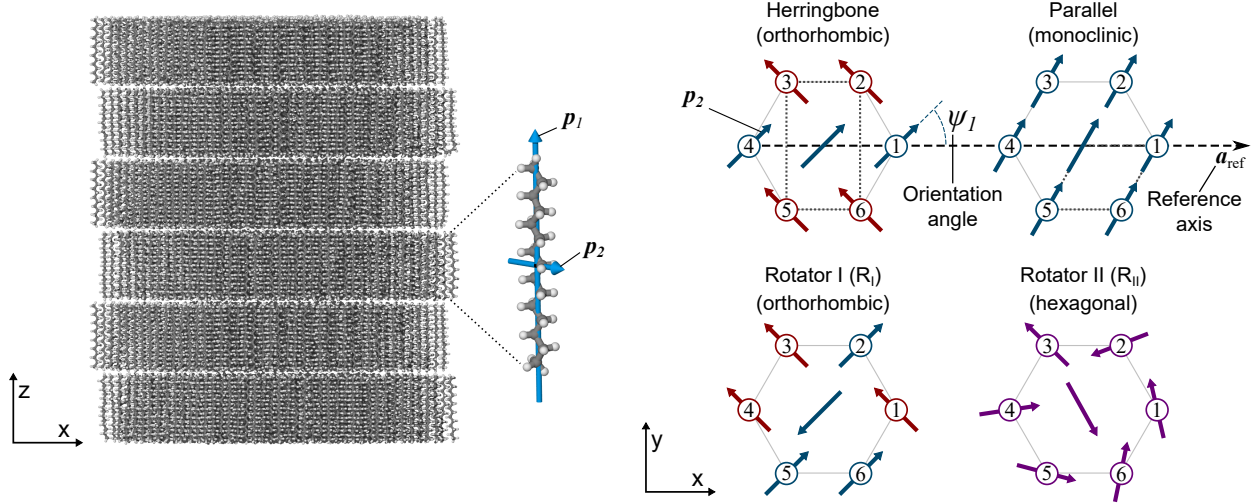 z
x
p₁
p₂
Herringbone
(orthorhombic)
3
2
p₂
4
1
5
6
ψ₁
Orientation
angle
Parallel
(monoclinic)
3
2
4
1
5
6
a_ref
Reference
axis
Rotator I (R_I)
(orthorhombic)
3
2
4
1
5
6
Rotator II (R_II)
(hexagonal)
3
2
4
1
5
6
y
x